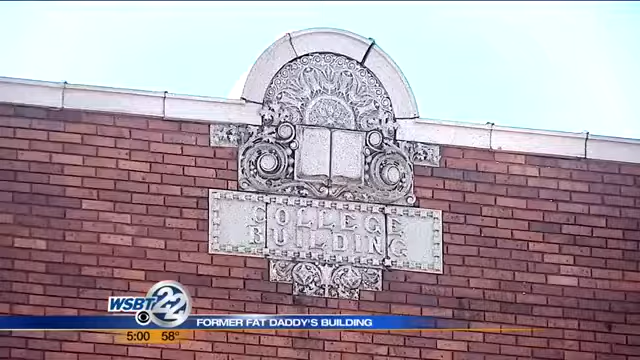 COLLEGE
BUILDING
WSBT 22
5:00 58°
FORMER FAT DADDY'S BUILDING